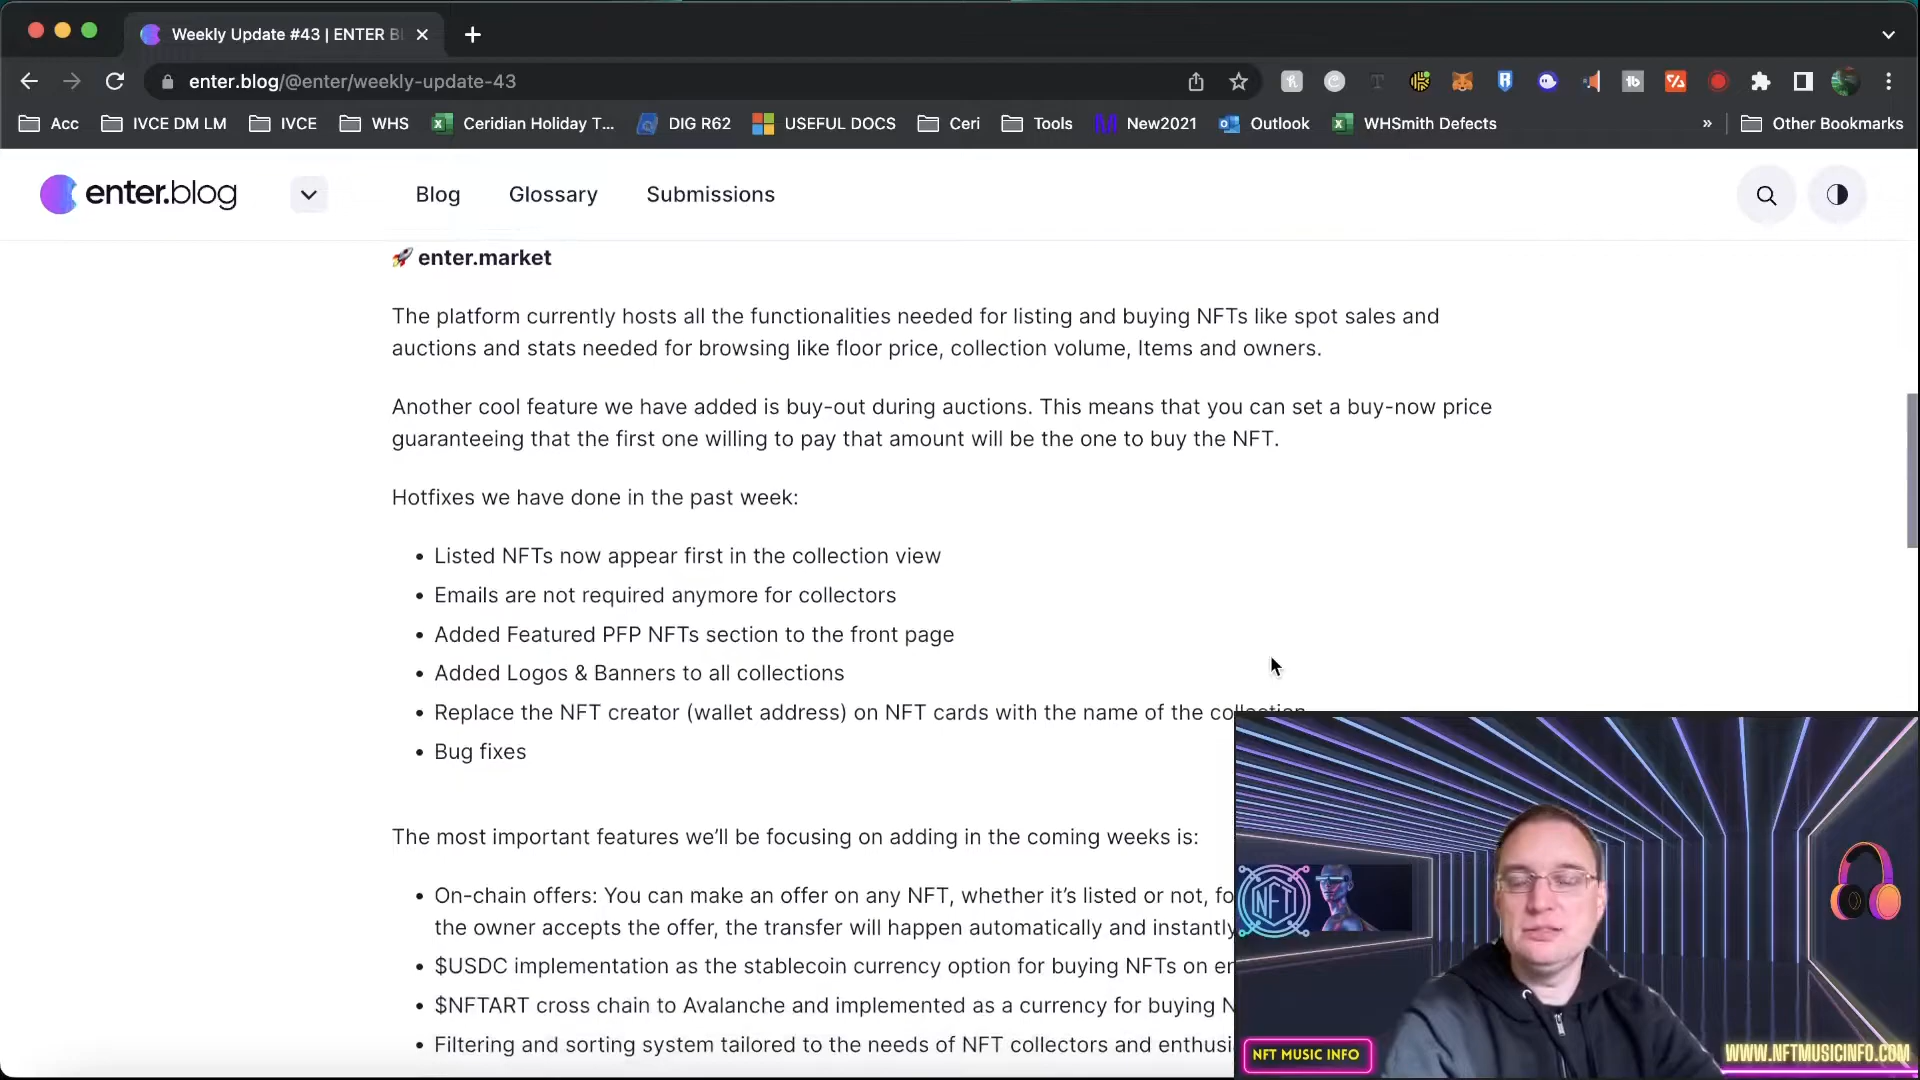 Weekly Update #43 | ENTER B
enter.blog/@enter/weekly-update-43
Acc IVCE DM LM IVCE WHS Ceridian Holiday T... DIG R62 USEFUL DOCS Ceri Tools New2021 Outlook WHSmith Defects » Other Bookmarks
enter.blog Blog Glossary Submissions
enter.market
The platform currently hosts all the functionalities needed for listing and buying NFTs like spot sales and
auctions and stats needed for browsing like floor price, collection volume, Items and owners.
Another cool feature we have added is buy-out during auctions. This means that you can set a buy-now price
guaranteeing that the first one willing to pay that amount will be the one to buy the NFT.
Hotfixes we have done in the past week:
• Listed NFTs now appear first in the collection view
• Emails are not required anymore for collectors
• Added Featured PFP NFTs section to the front page
• Added Logos & Banners to all collections
• Replace the NFT creator (wallet address) on NFT cards with the name of the collection
• Bug fixes
The most important features we'll be focusing on adding in the coming weeks is:
• On-chain offers: You can make an offer on any NFT, whether it's listed or not, fo
the owner accepts the offer, the transfer will happen automatically and instantly
• $USDC implementation as the stablecoin currency option for buying NFTs on en
• $NFTART cross chain to Avalanche and implemented as a currency for buying N
• Filtering and sorting system tailored to the needs of NFT collectors and enthusi
NFT
NFT MUSIC INFO
WWW.NFTMUSICINFO.COM